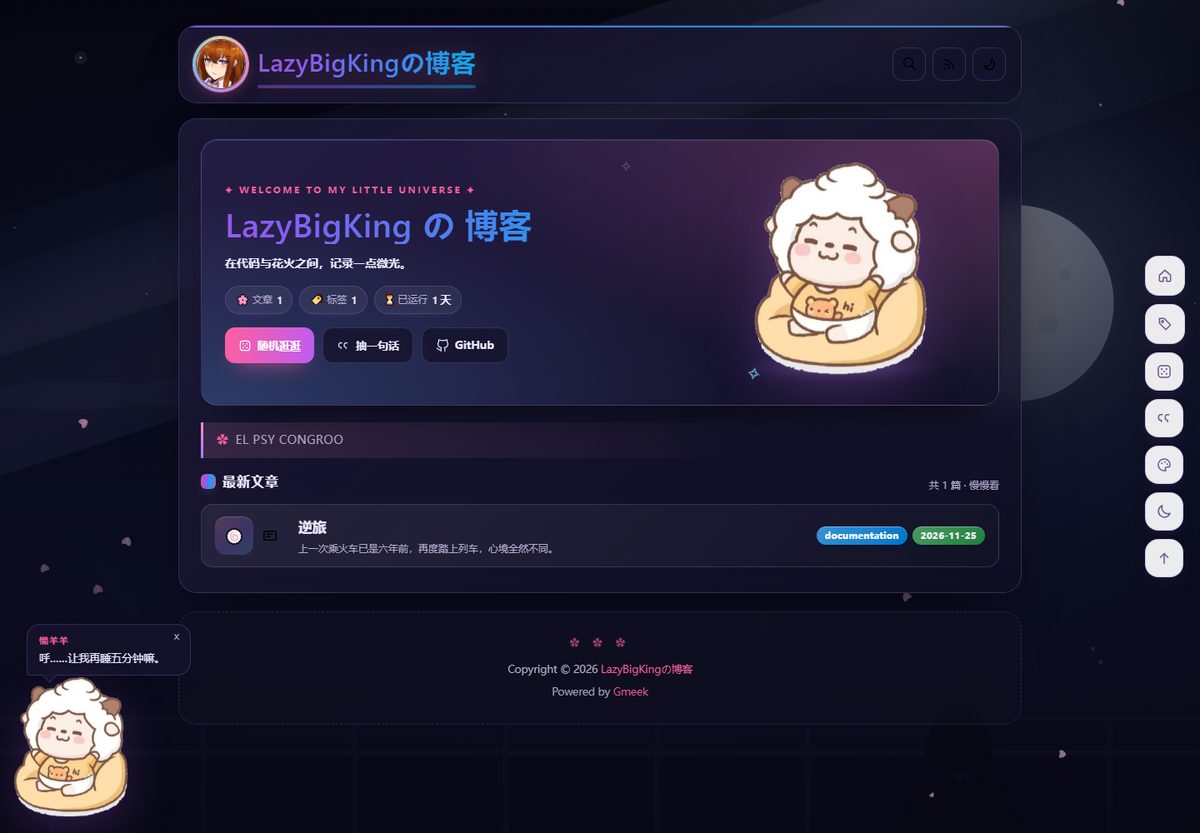 LazyBigKingの博客
✦ WELCOME TO MY LITTLE UNIVERSE ✦
LazyBigKing の 博客
在代码与花火之间，记录一点微光。
文章 1
标签 1
已运行 1 天
随机逛逛
抽一句话
GitHub
hi
EL PSY CONGROO
最新文章
共 1 篇 · 慢慢看
逆旅
上一次乘火车已是六年前，再度踏上列车，心境全然不同。
documentation
2026-11-25
懒羊羊
x
呼……让我再睡五分钟嘛。
hi
Copyright © 2026 LazyBigKingの博客
Powered by Gmeek